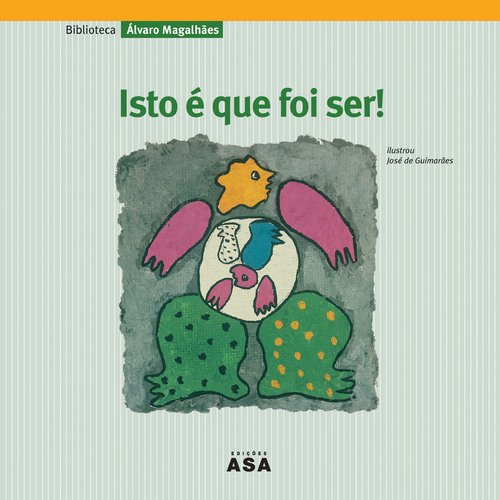 Biblioteca Álvaro Magalhães
Isto é que foi ser!
ilustrou
José de Guimarães
EDIÇÕES
ASA